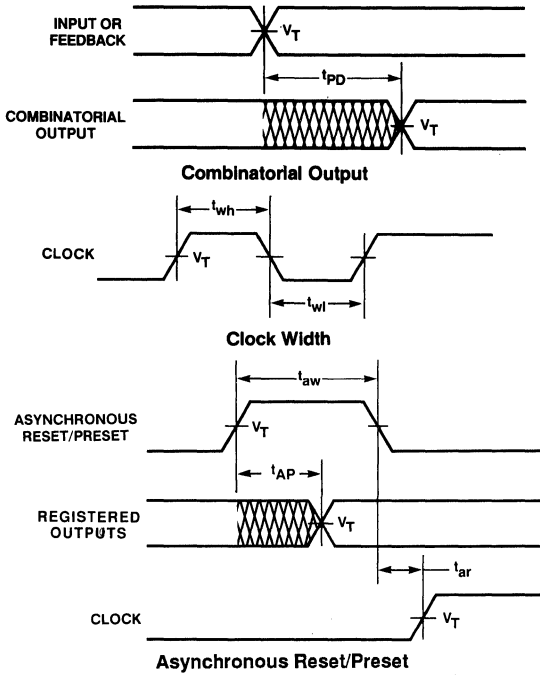 INPUT OR
FEEDBACK
VT
tPD
COMBINATORIAL
OUTPUT
VT
Combinatorial Output
twh
CLOCK
VT
twl
Clock Width
taw
ASYNCHRONOUS
RESET/PRESET
VT
tAP
REGISTERED
OUTPUTS
VT
tar
CLOCK
VT
Asynchronous Reset/Preset